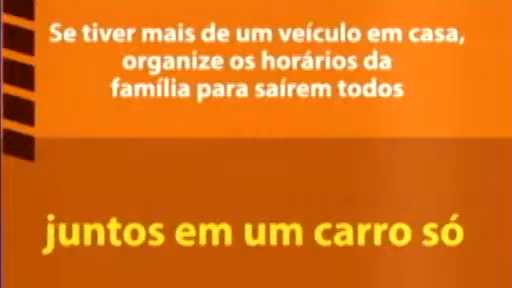 Se tiver mais de um veículo em casa,
organize os horários da
família para saírem todos
juntos em um carro só